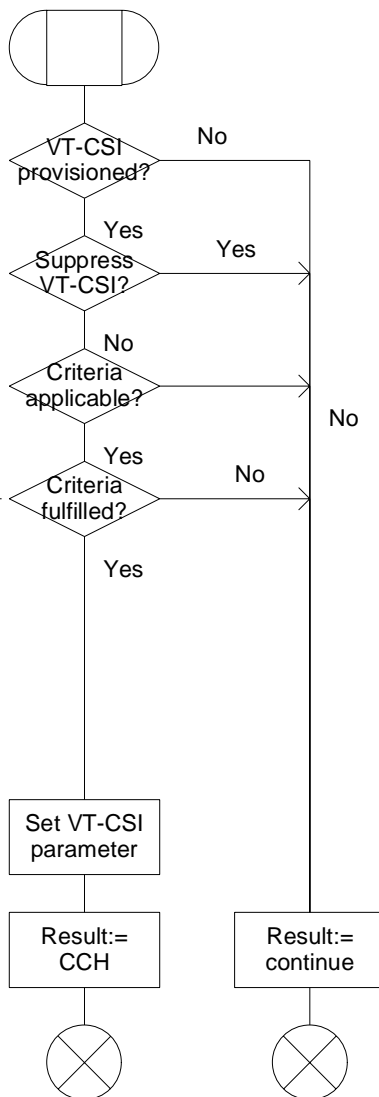 VT-CSI
provisioned?
No
Yes
Suppress
VT-CSI?
Yes
No
Criteria
applicable?
No
Yes
Criteria
fulfilled?
No
Yes
Set VT-CSI
parameter
Result:=
CCH
Result:=
continue